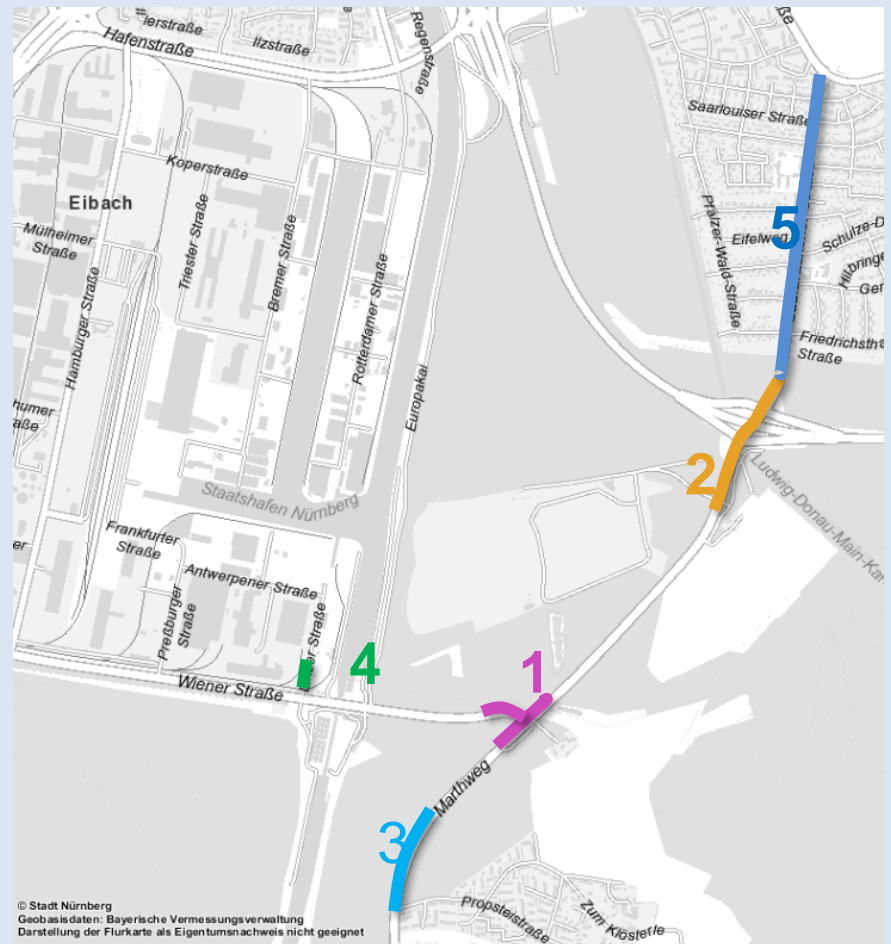 Hafenstraße
Ilzstraße
Regenstraße
Saarlouiser Straße
Koperstraße
Eibach
Mülheimer
Straße
Triester Straße
Bremer Straße
Hamburger Straße
Rotterdamer Straße
Europakai
Pfälzer-Wald-Straße
Eifelweg
5
Friedrichstha
Straße
2
Ludwig-Donau-Main-Ka
Staatshafen Nürnberg
Frankfurter
Straße
Antwerpener Straße
Preßburger
Straße
4
Wiener Straße
1
Marthweg
3
Propsteistraße
Zum Klösterle
© Stadt Nürnberg
Geobasisdaten: Bayerische Vermessungsverwaltung
Darstellung der Flurkarte als Eigentumsnachweis nicht geeignet